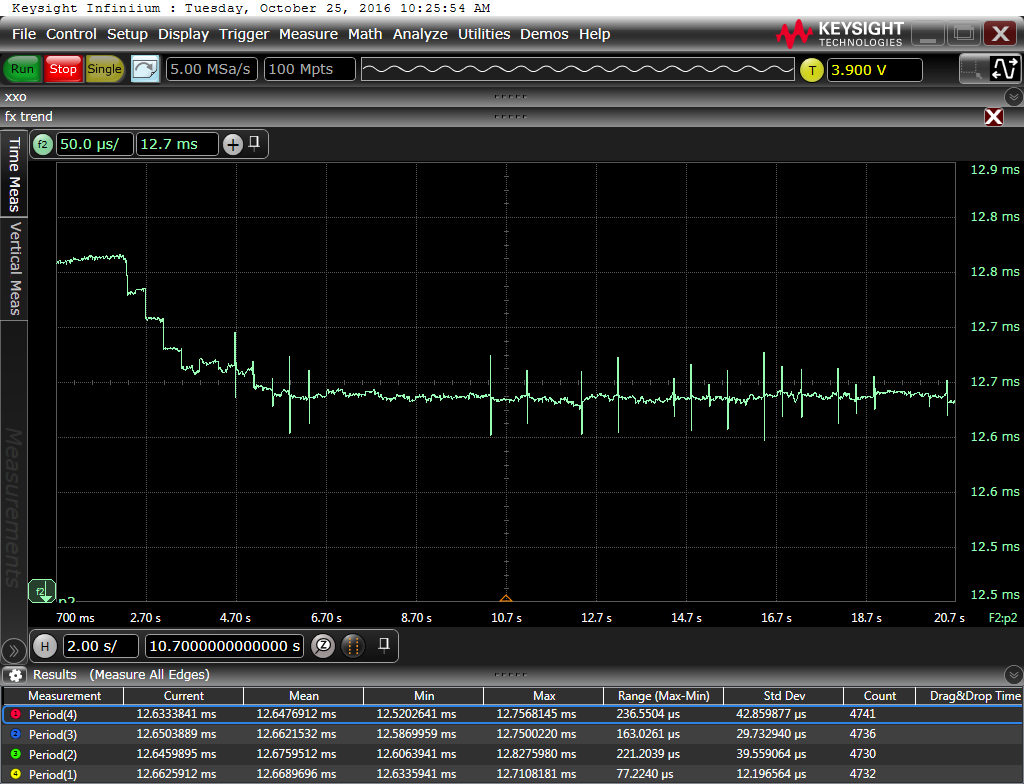 Keysight Infiniium : Tuesday, October 25, 2016 10:25:54 AM
File Control Setup Display Trigger Measure Math Analyze Utilities Demos Help
KEYSIGHT
TECHNOLOGIES
Run Stop Single 5.00 MSa/s 100 Mpts T 3.900 V
xxo
fx trend
f2 50.0 µs/ 12.7 ms
Time Meas
Vertical Meas
Measurements
12.9 ms
12.8 ms
12.8 ms
12.7 ms
12.7 ms
12.6 ms
12.6 ms
12.5 ms
12.5 ms
f2
p2
700 ms 2.70 s 4.70 s 6.70 s 8.70 s 10.7 s 12.7 s 14.7 s 16.7 s 18.7 s 20.7 s F2:p2
H 2.00 s/ 10.7000000000000 s Z
Results (Measure All Edges)
Measurement Current Mean Min Max Range (Max-Min) Std Dev Count Drag&Drop Time
1 Period(4) 12.6333841 ms 12.6476912 ms 12.5202641 ms 12.7568145 ms 236.5504 µs 42.859877 µs 4741
2 Period(3) 12.6503889 ms 12.6621532 ms 12.5869959 ms 12.7500220 ms 163.0261 µs 29.732940 µs 4736
3 Period(2) 12.6459895 ms 12.6759512 ms 12.6063941 ms 12.8275980 ms 221.2039 µs 39.559064 µs 4730
4 Period(1) 12.6625912 ms 12.6689696 ms 12.6335941 ms 12.7108181 ms 77.2240 µs 12.196564 µs 4732